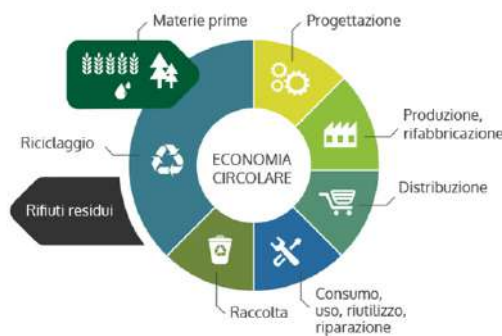 Materie prime
Progettazione
Produzione,
rifabbricazione
Riciclaggio
ECONOMIA
CIRCOLARE
Distribuzione
Rifiuti residui
Raccolta
Consumo,
uso, riutilizzo,
riparazione